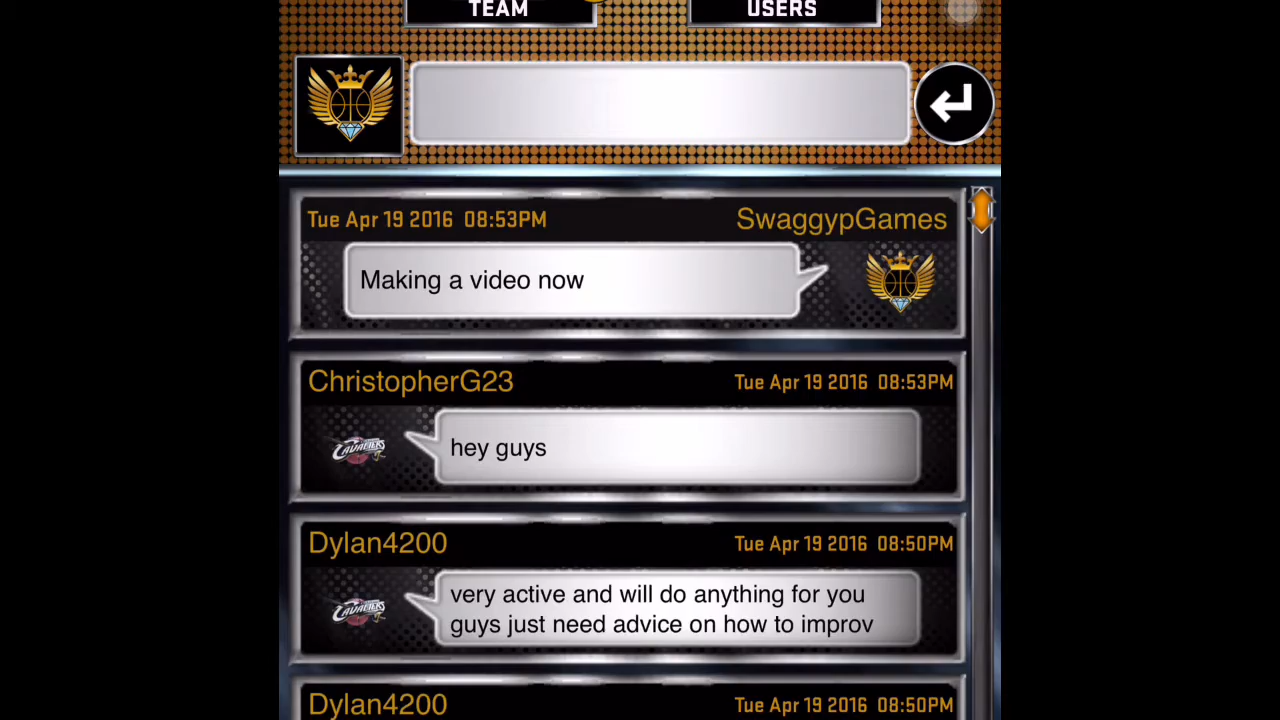 TEAM
USERS
Tue Apr 19 2016 08:53PM
SwaggypGames
Making a video now
ChristopherG23
Tue Apr 19 2016 08:53PM
CAVALIERS
hey guys
Dylan4200
Tue Apr 19 2016 08:50PM
CAVALIERS
very active and will do anything for you
guys just need advice on how to improv
Dylan4200
Tue Apr 19 2016 08:50PM